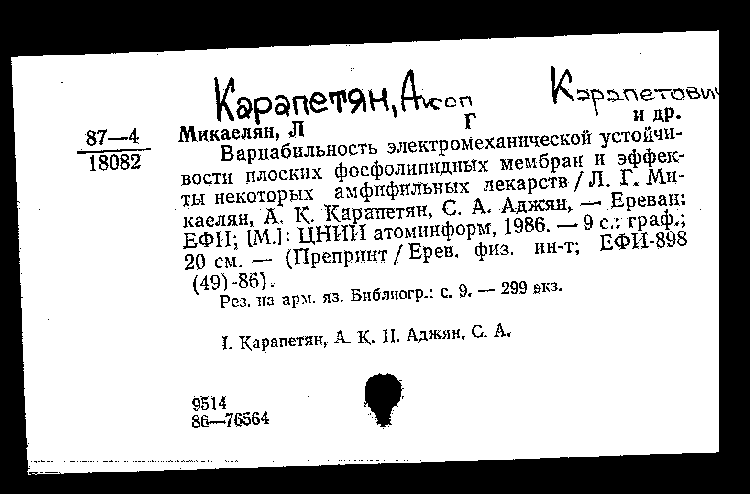 Карапетян, Акоп Карапетович
87—4
18082
Микаелян, Л Г и др.
Вариабильность электромеханической устойчи-
вости плоских фосфолипидных мембран и эффек-
ты некоторых амфифильных лекарств / Л. Г. Ми-
каелян, А. К. Карапетян, С. А. Аджян, — Ереван:
ЕФИ; [М.]: ЦНИИ атоминформ, 1986. — 9 с.: граф.;
20 см. — (Препринт / Ерев. физ. ин-т; ЕФИ-898
(49)-86).
Рез. на арм. яз. Библиогр.: с. 9. — 299 экз.
I. Карапетян, А. К. II. Аджян, С. А.
9514
86—76564